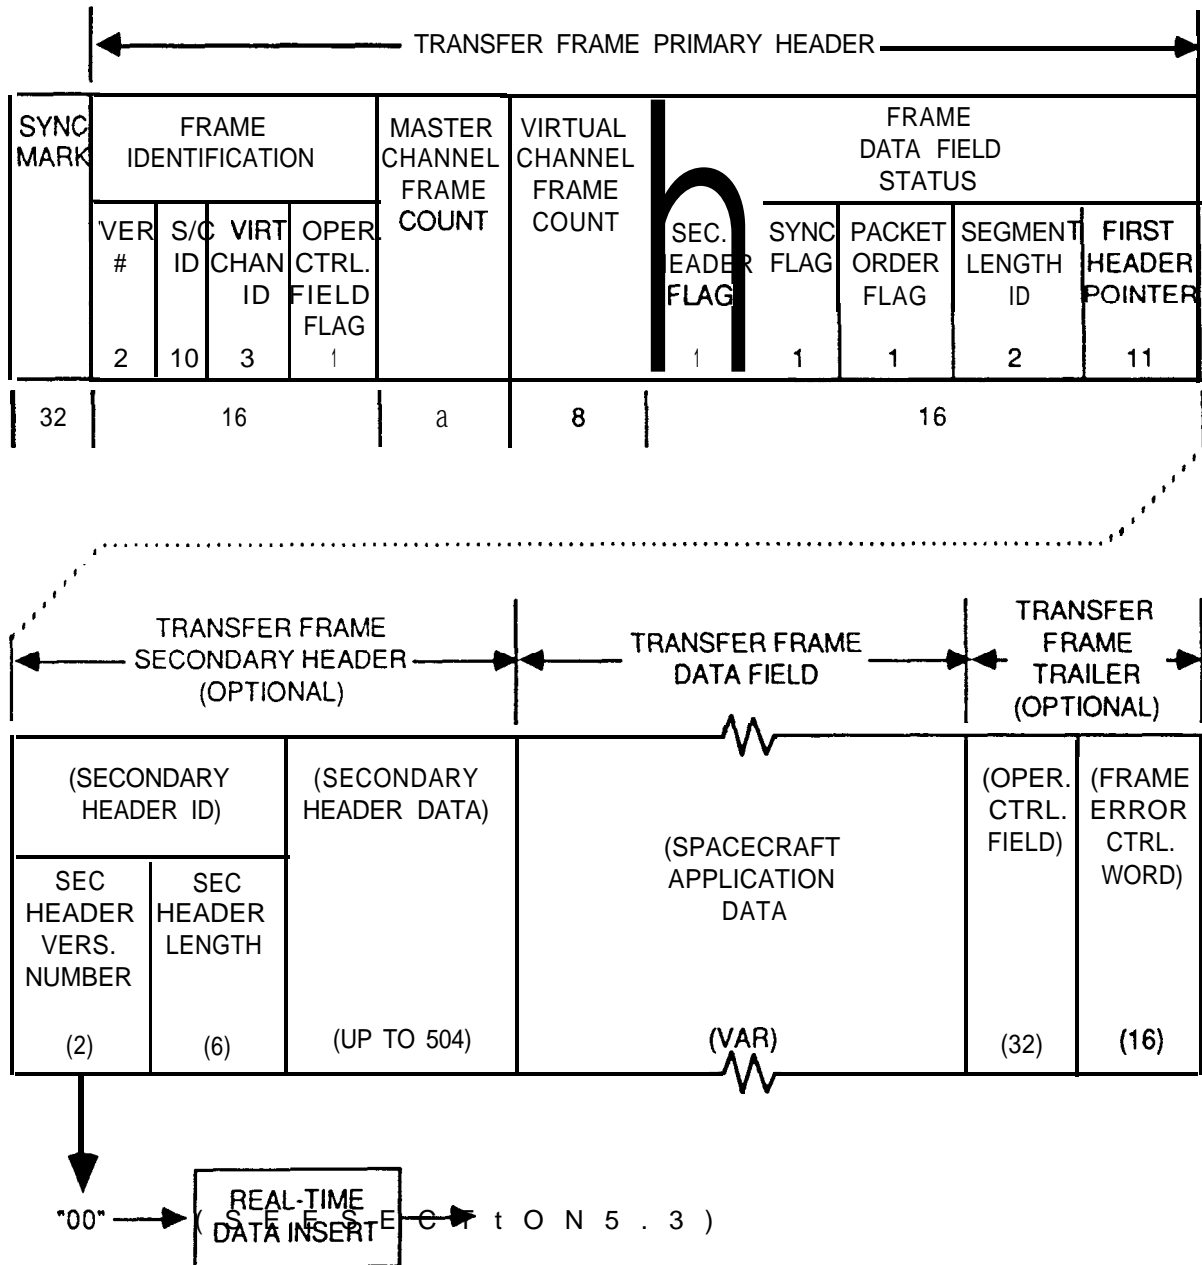 TRANSFER FRAME PRIMARY HEADER
SYNC MARK
FRAME IDENTIFICATION
MASTER CHANNEL FRAME COUNT
VIRTUAL CHANNEL FRAME COUNT
FRAME DATA FIELD STATUS
VER # 2
S/C ID 10
VIRT CHAN ID 3
OPER. CTRL. FIELD FLAG 1
SEC. EADER FLAG 1
SYNC FLAG 1
PACKET ORDER FLAG 1
SEGMENT LENGTH ID 2
FIRST HEADER POINTER 11
32 16 a 8 16
TRANSFER FRAME SECONDARY HEADER (OPTIONAL)
TRANSFER FRAME DATA FIELD
TRANSFER FRAME TRAILER (OPTIONAL)
(SECONDARY HEADER ID)
SEC HEADER VERS. NUMBER (2)
SEC HEADER LENGTH (6)
(SECONDARY HEADER DATA) (UP TO 504)
(SPACECRAFT APPLICATION DATA (VAR)
(OPER. CTRL. FIELD) (32)
(FRAME ERROR CTRL. WORD) (16)
"00"
REAL-TIME DATA INSERT
(SEE SECTtON 5.3)